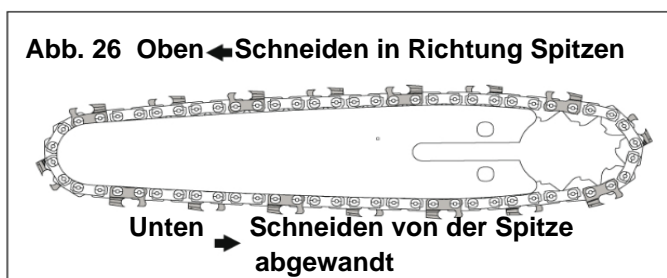 Abb. 26 Oben Schneiden in Richtung Spitzen
Unten Schneiden von der Spitze
abgewandt